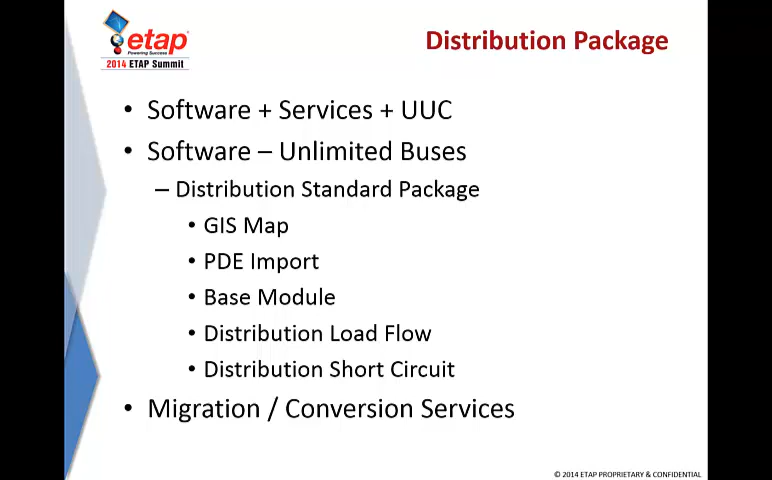 etap
Powering Success
2014 ETAP Summit
Distribution Package
• Software + Services + UUC
• Software – Unlimited Buses
– Distribution Standard Package
• GIS Map
• PDE Import
• Base Module
• Distribution Load Flow
• Distribution Short Circuit
• Migration / Conversion Services
© 2014 ETAP PROPRIETARY & CONFIDENTIAL